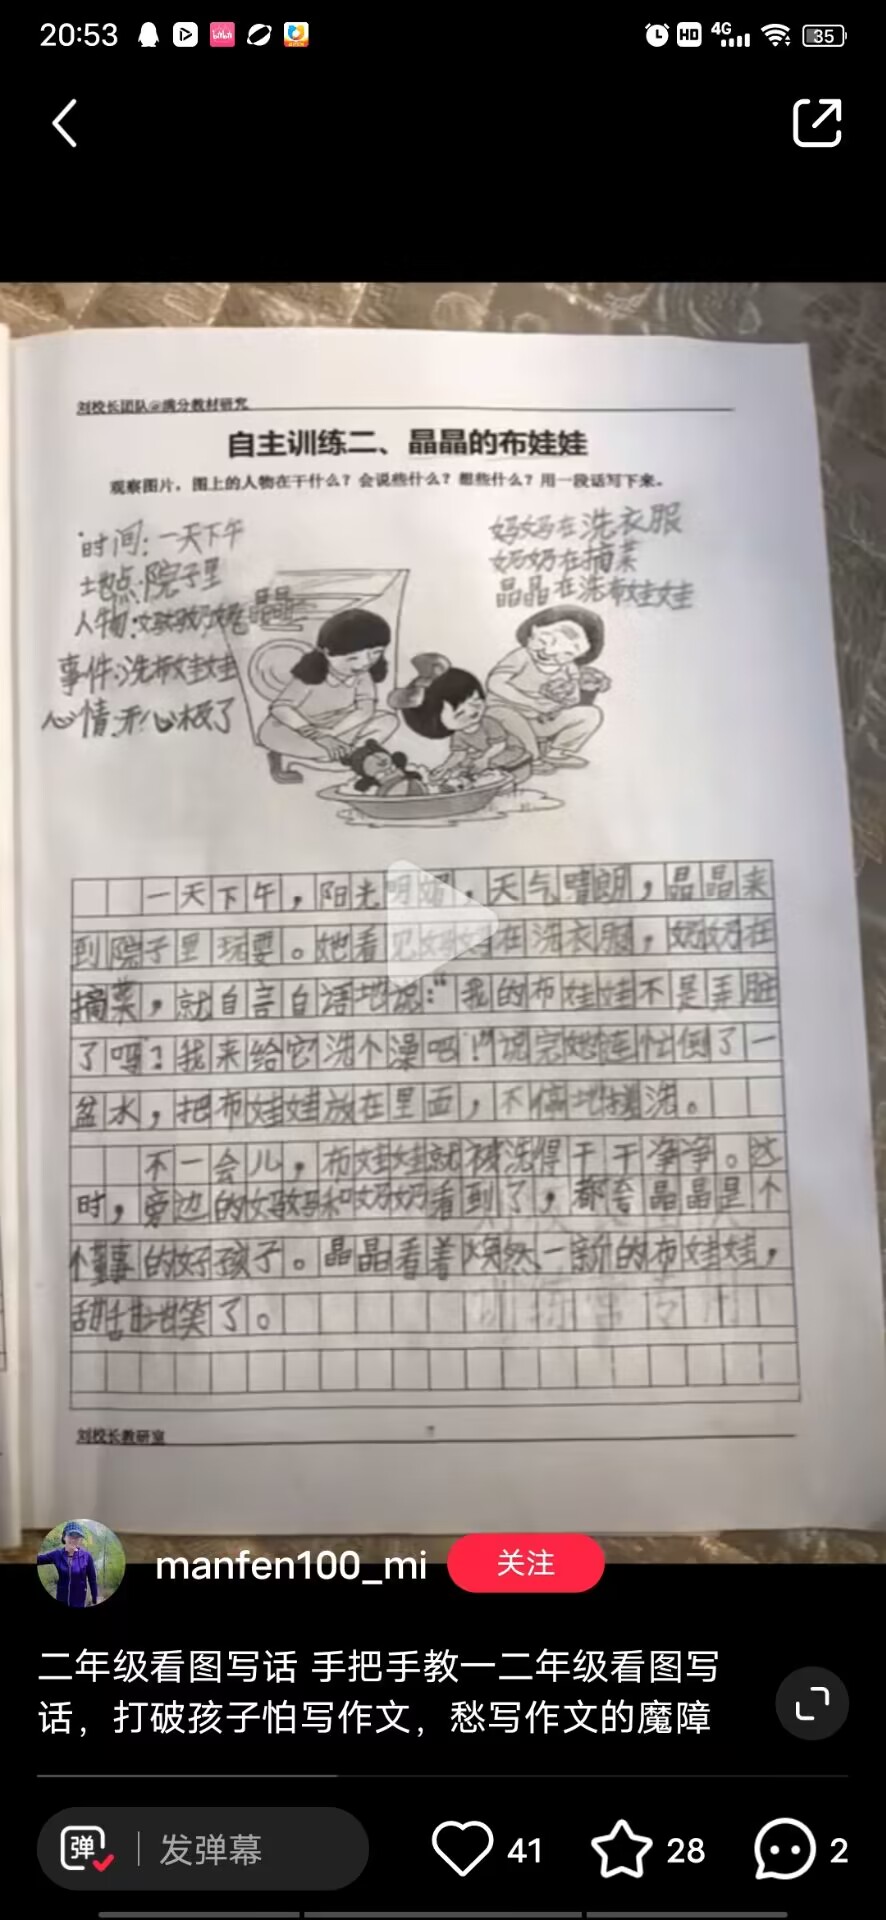 20:53
HD 4G 35
刘校长团队@满分教材研究
自主训练二、晶晶的布娃娃
观察图片，图上的人物在干什么？会说些什么？想些什么？用一段话写下来。
时间：一天下午
地点：院子里
人物：妈妈奶奶晶晶
事件：洗布娃娃
心情：开心极了
妈妈在洗衣服
奶奶在摘菜
晶晶在洗布娃娃
一天下午，阳光明媚，天气晴朗，晶晶来
到院子里玩耍。她看见妈妈在洗衣服，奶奶在
摘菜，就自言自语地说：“我的布娃娃不是弄脏
了吗？我来给它洗个澡吧！”说完她连忙倒了一
盆水，把布娃娃放在里面，不停地搓洗。
不一会儿，布娃娃就被洗得干干净净。这
时，旁边的妈妈和奶奶看到了，都夸晶晶是个
懂事的好孩子。晶晶看着焕然一新的布娃娃，
甜甜地笑了。
刘校长教研室
7
manfen100_mi
关注
二年级看图写话 手把手教一二年级看图写
话，打破孩子怕写作文，愁写作文的魔障
弹
发弹幕
41
28
2